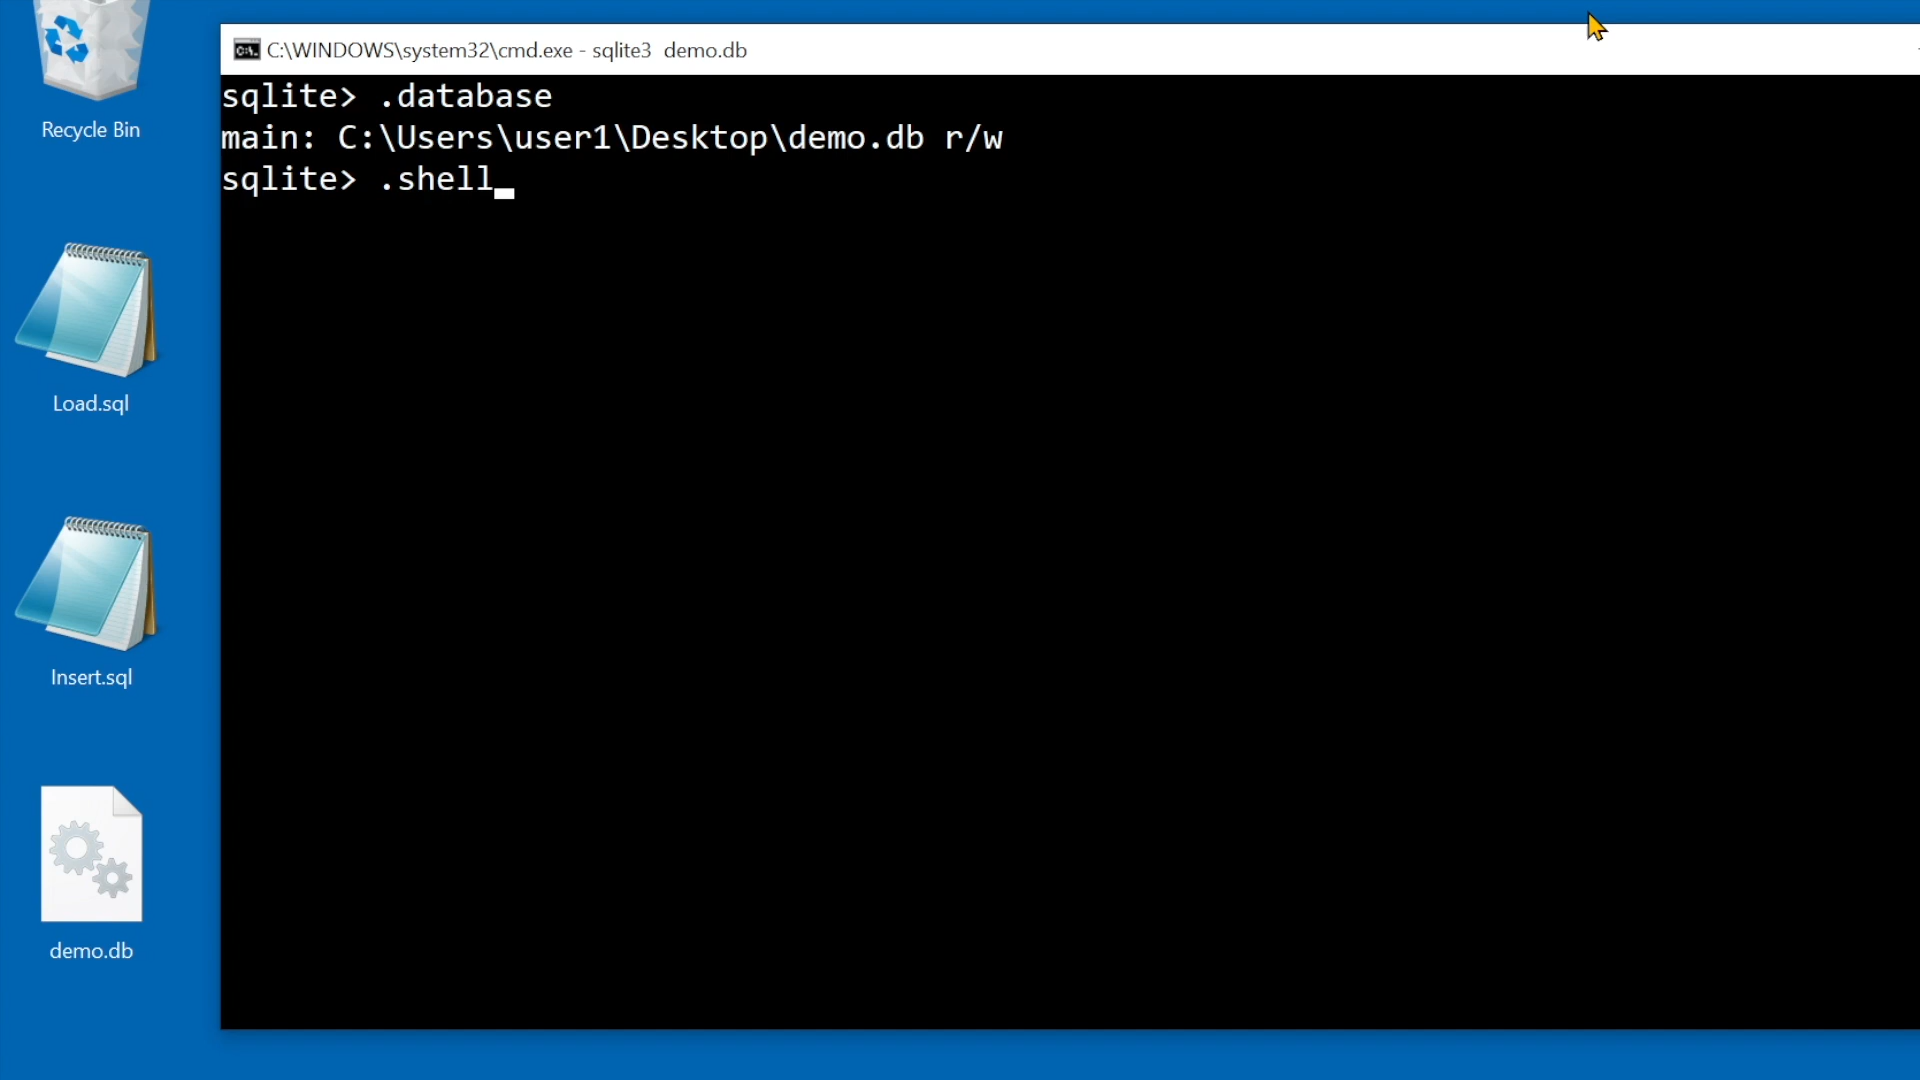 Recycle Bin
Load.sql
Insert.sql
demo.db
C:\WINDOWS\system32\cmd.exe - sqlite3  demo.db
sqlite> .database
main: C:\Users\user1\Desktop\demo.db r/w
sqlite> .shell